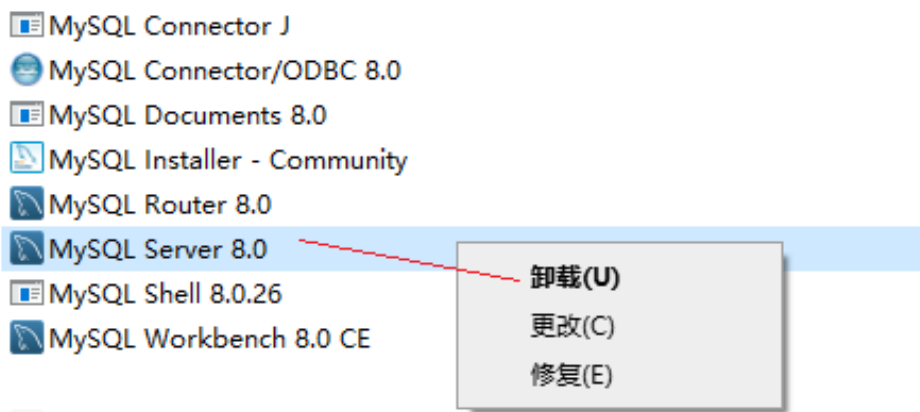 MySQL Connector J
MySQL Connector/ODBC 8.0
MySQL Documents 8.0
MySQL Installer - Community
MySQL Router 8.0
MySQL Server 8.0
MySQL Shell 8.0.26
MySQL Workbench 8.0 CE
卸载(U)
更改(C)
修复(E)